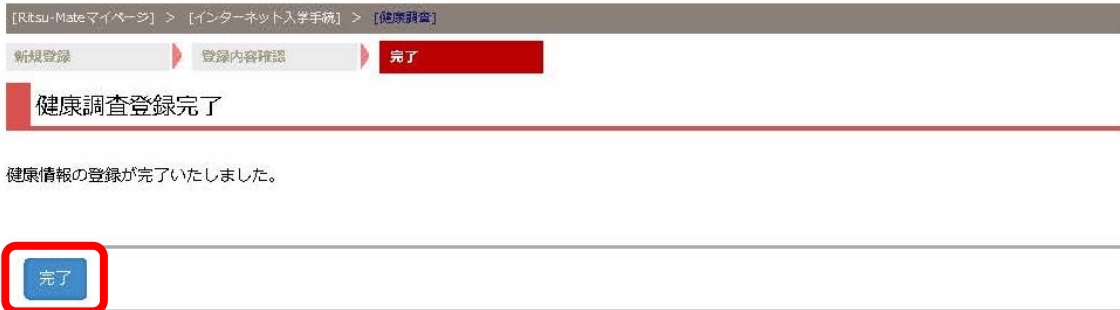 [Ritsu-Mateマイページ] > [インターネット入学手続] > [健康調査]
新規登録 登録内容確認 完了
健康調査登録完了
健康情報の登録が完了いたしました。
完了